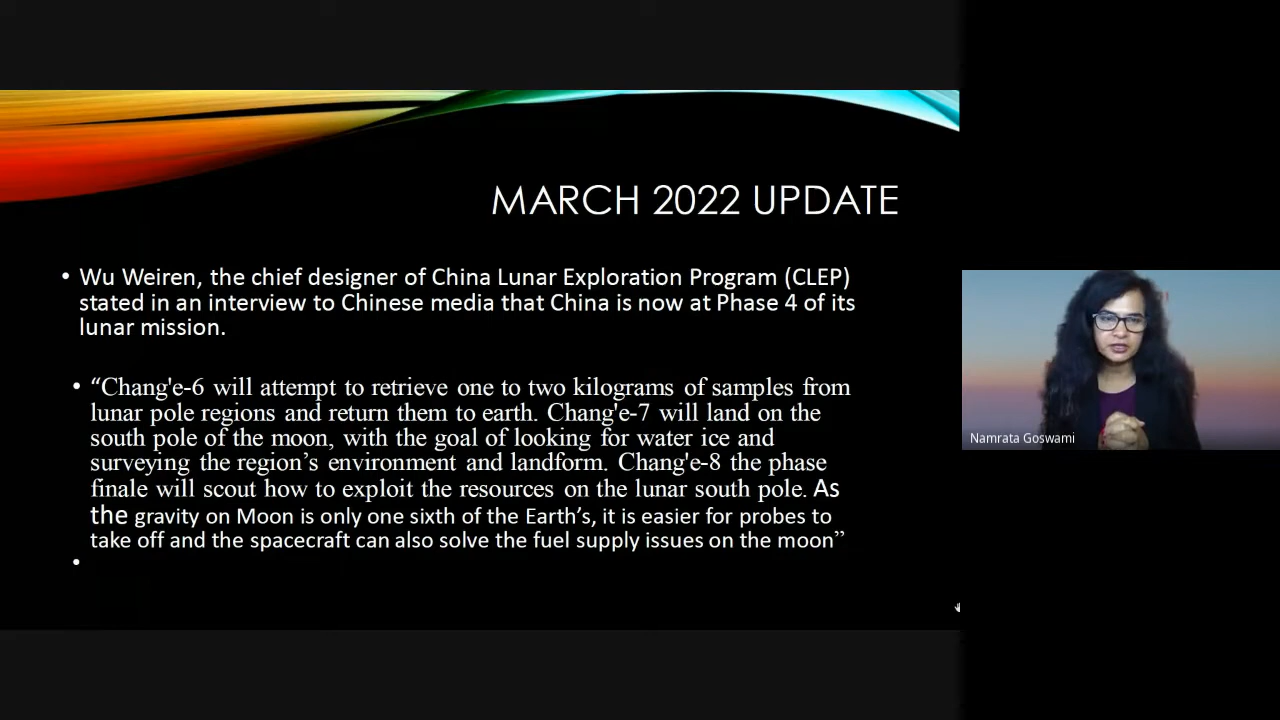 MARCH 2022 UPDATE
• Wu Weiren, the chief designer of China Lunar Exploration Program (CLEP)
stated in an interview to Chinese media that China is now at Phase 4 of its
lunar mission.
• “Chang'e-6 will attempt to retrieve one to two kilograms of samples from
lunar pole regions and return them to earth. Chang'e-7 will land on the
south pole of the moon, with the goal of looking for water ice and
surveying the region’s environment and landform. Chang'e-8 the phase
finale will scout how to exploit the resources on the lunar south pole. As
the gravity on Moon is only one sixth of the Earth’s, it is easier for probes to
take off and the spacecraft can also solve the fuel supply issues on the moon”
•
Namrata Goswami